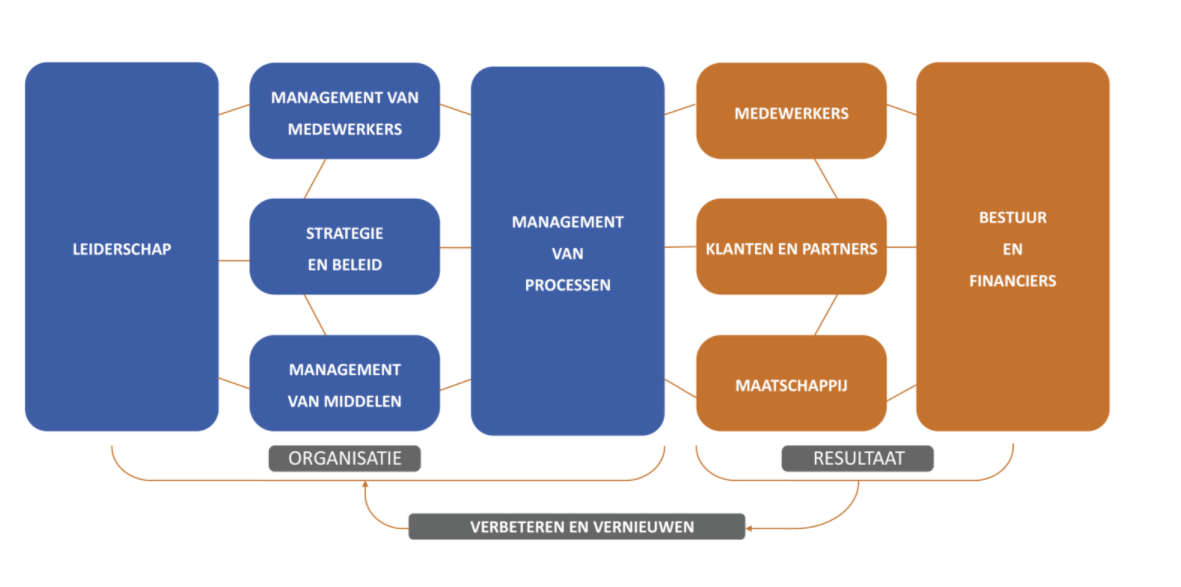 LEIDERSCHAP
MANAGEMENT VAN
MEDEWERKERS
STRATEGIE
EN BELEID
MANAGEMENT
VAN MIDDELEN
MANAGEMENT
VAN
PROCESSEN
MEDEWERKERS
KLANTEN EN PARTNERS
MAATSCHAPPIJ
BESTUUR
EN
FINANCIERS
ORGANISATIE
RESULTAAT
VERBETEREN EN VERNIEUWEN